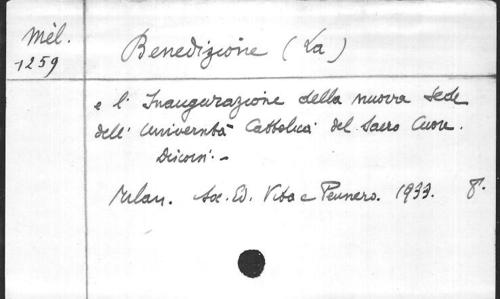 Mél.
1259
Benedizione (La)
e l' Inaugurazione della nuova sede
dell' Università Cattolica del Sacro Cuore.
Discorsi. -
Milan. Soc. Ed. Vita e Pensiero. 1933. 8°.